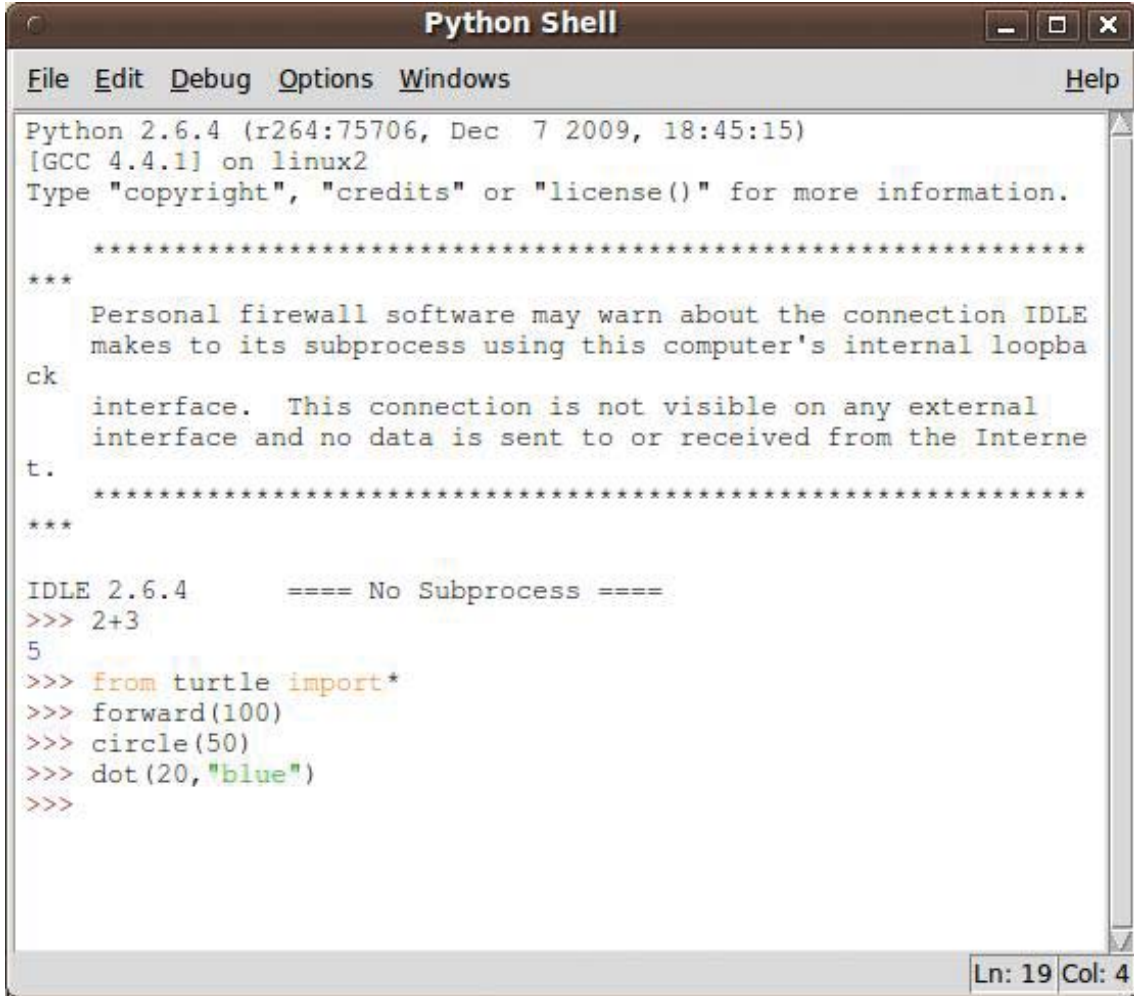 Python Shell
File Edit Debug Options Windows Help
Python 2.6.4 (r264:75706, Dec  7 2009, 18:45:15)
[GCC 4.4.1] on linux2
Type "copyright", "credits" or "license()" for more information.
    *************************************************************
***
    Personal firewall software may warn about the connection IDLE
    makes to its subprocess using this computer's internal loopba
ck
    interface.  This connection is not visible on any external
    interface and no data is sent to or received from the Interne
t.
    *************************************************************
***
IDLE 2.6.4      ==== No Subprocess ====
>>> 2+3
5
>>> from turtle import*
>>> forward(100)
>>> circle(50)
>>> dot(20,"blue")
>>>
Ln: 19 Col: 4